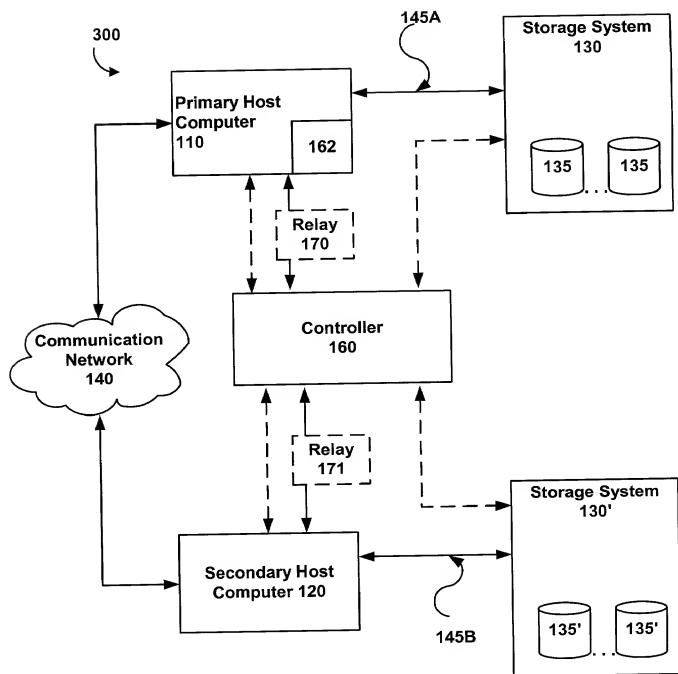 300
145A
Storage System
130
Primary Host
Computer
110
162
135
...
135
Relay
170
Controller
160
Communication
Network
140
Relay
171
Storage System
130'
Secondary Host
Computer 120
145B
135'
...
135'